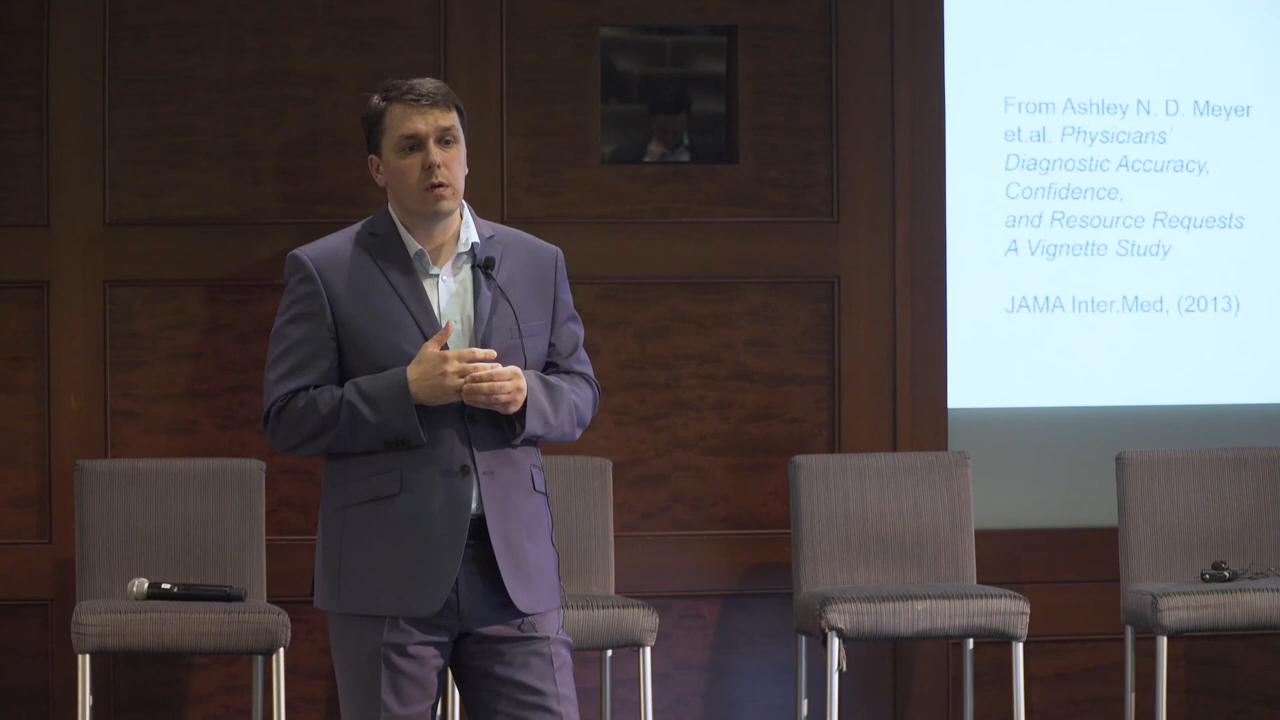 From Ashley N. D. Meyer
et.al. Physicians'
Diagnostic Accuracy,
Confidence,
and Resource Requests
A Vignette Study
JAMA Inter.Med, (2013)